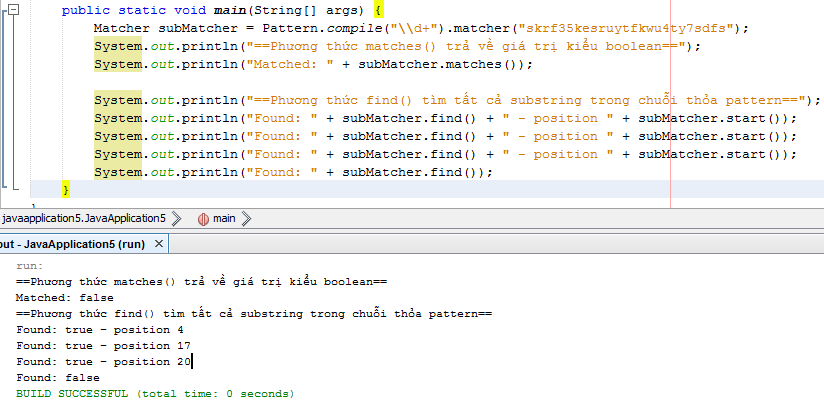 public static void main(String[] args) {
Matcher subMatcher = Pattern.compile("\\d+").matcher("skrf35kesruytfkwu4ty7sdfs");
System.out.println("==Phương thức matches() trả về giá trị kiểu boolean==");
System.out.println("Matched: " + subMatcher.matches());
System.out.println("==Phương thức find() tìm tất cả substring trong chuỗi thỏa pattern==");
System.out.println("Found: " + subMatcher.find() + " - position " + subMatcher.start());
System.out.println("Found: " + subMatcher.find() + " - position " + subMatcher.start());
System.out.println("Found: " + subMatcher.find() + " - position " + subMatcher.start());
System.out.println("Found: " + subMatcher.find());
}
javaapplication5.JavaApplication5 main
out - JavaApplication5 (run)
run:
==Phương thức matches() trả về giá trị kiểu boolean==
Matched: false
==Phương thức find() tìm tất cả substring trong chuỗi thỏa pattern==
Found: true - position 4
Found: true - position 17
Found: true - position 20
Found: false
BUILD SUCCESSFUL (total time: 0 seconds)